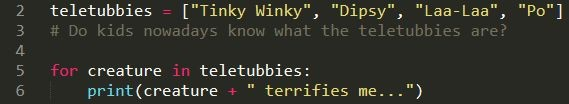 2 teletubbies = ["Tinky Winky", "Dipsy", "Laa-Laa", "Po"]
3 # Do kids nowadays know what the teletubbies are?
4
5 for creature in teletubbies:
6     print(creature + " terrifies me...")